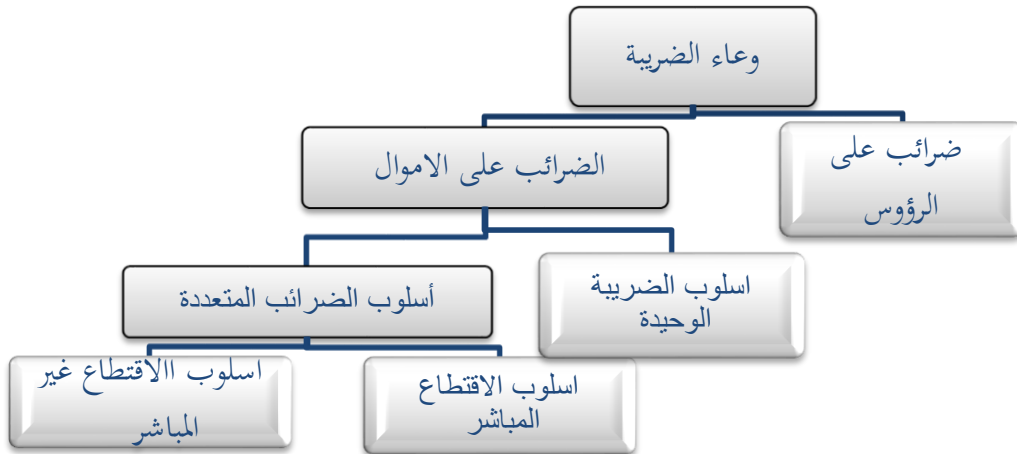 وعاء الضريبة
ضرائب على
الرؤوس
الضرائب على الاموال
اسلوب الضريبة
الوحيدة
أسلوب الضرائب المتعددة
اسلوب الاقتطاع
المباشر
اسلوب االاقتطاع غير
المباشر